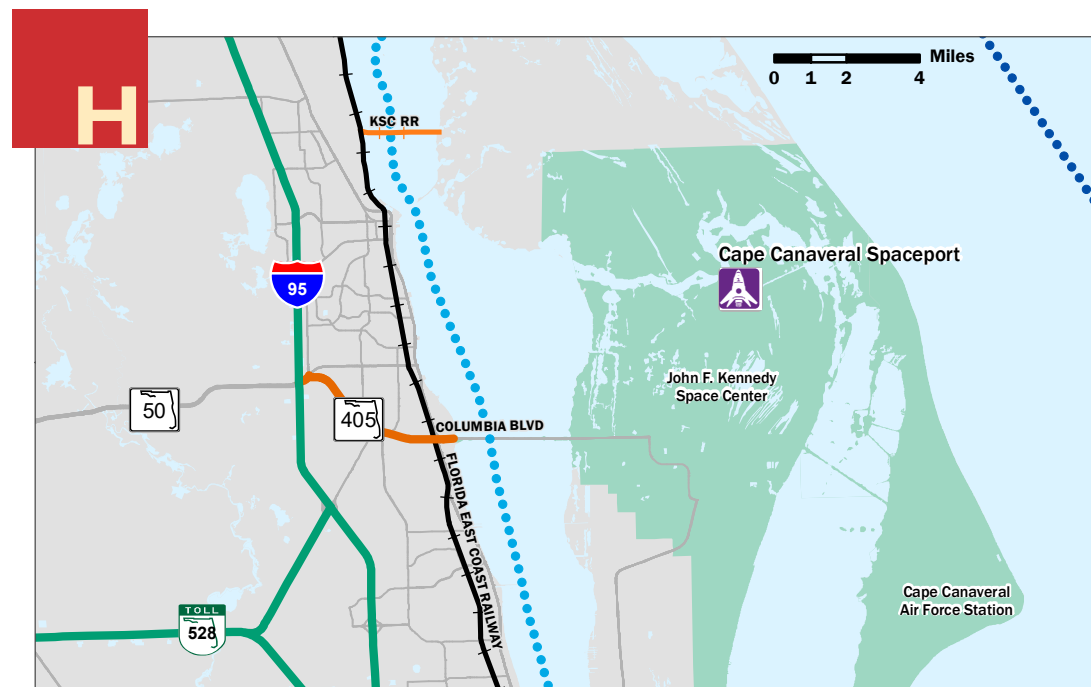 H
Miles
0 1 2 4
KSC RR
Cape Canaveral Spaceport
95
John F. Kennedy
Space Center
50
405
COLUMBIA BLVD
FLORIDA EAST COAST RAILWAY
Cape Canaveral
Air Force Station
TOLL
528